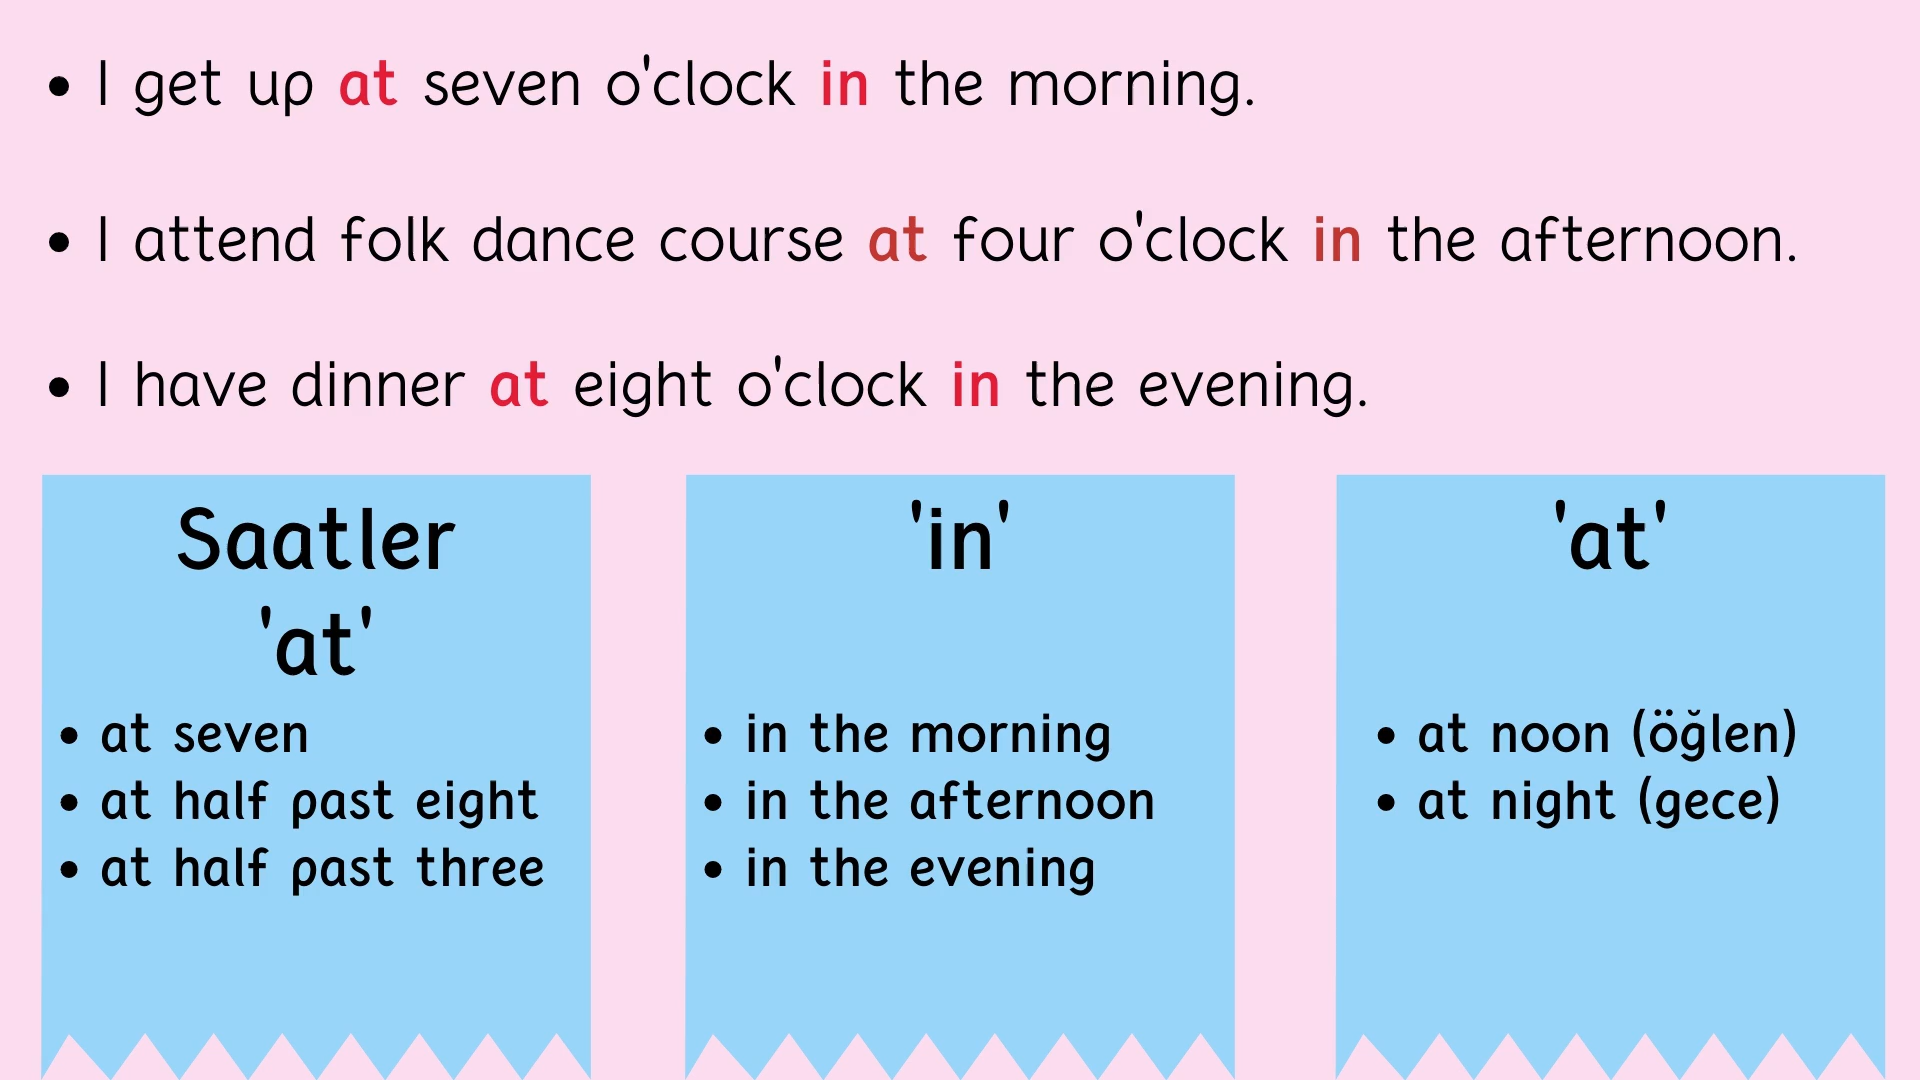 • I get up at seven o'clock in the morning.
• I attend folk dance course at four o'clock in the afternoon.
• I have dinner at eight o'clock in the evening.
Saatler
'at'
• at seven
• at half past eight
• at half past three
'in'
• in the morning
• in the afternoon
• in the evening
'at'
• at noon (öğlen)
• at night (gece)